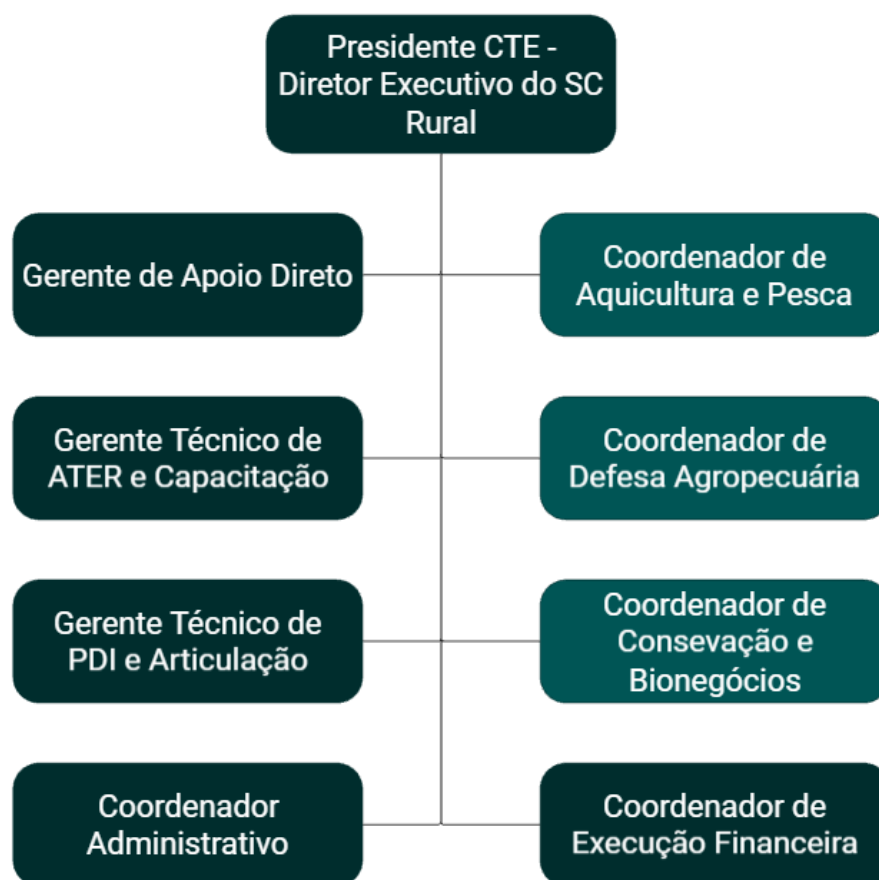 Presidente CTE -
Diretor Executivo do SC
Rural
Gerente de Apoio Direto
Coordenador de
Aquicultura e Pesca
Gerente Técnico de
ATER e Capacitação
Coordenador de
Defesa Agropecuária
Gerente Técnico de
PDI e Articulação
Coordenador de
Consevação e
Bionegócios
Coordenador
Administrativo
Coordenador de
Execução Financeira